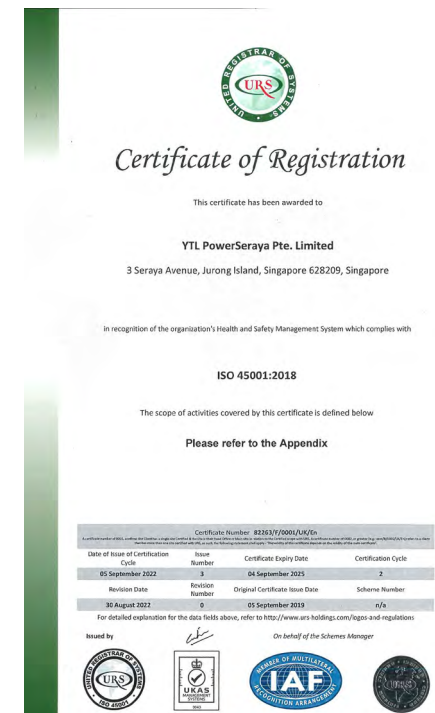 UNITED REGISTRAR OF SYSTEMS
URS
Certificate of Registration
This certificate has been awarded to
YTL PowerSeraya Pte. Limited
3 Seraya Avenue, Jurong Island, Singapore 628209, Singapore
in recognition of the organization's Health and Safety Management System which complies with
ISO 45001:2018
The scope of activities covered by this certificate is defined below
Please refer to the Appendix
Certificate Number 82263/F/0001/UK/En
Date of Issue of Certification Cycle
Issue Number
Certificate Expiry Date
Certification Cycle
05 September 2022
3
04 September 2025
2
Revision Date
Revision Number
Original Certificate Issue Date
Scheme Number
30 August 2022
0
05 September 2019
n/a
For detailed explanation for the data fields above, refer to http://www.urs-holdings.com/logos-and-regulations
Issued by
On behalf of the Schemes Manager
UNITED REGISTRAR OF SYSTEMS
URS
ISO 45001
UKAS
MANAGEMENT
SYSTEMS
MEMBER OF MULTILATERAL
IAF
RECOGNITION ARRANGEMENT
URS